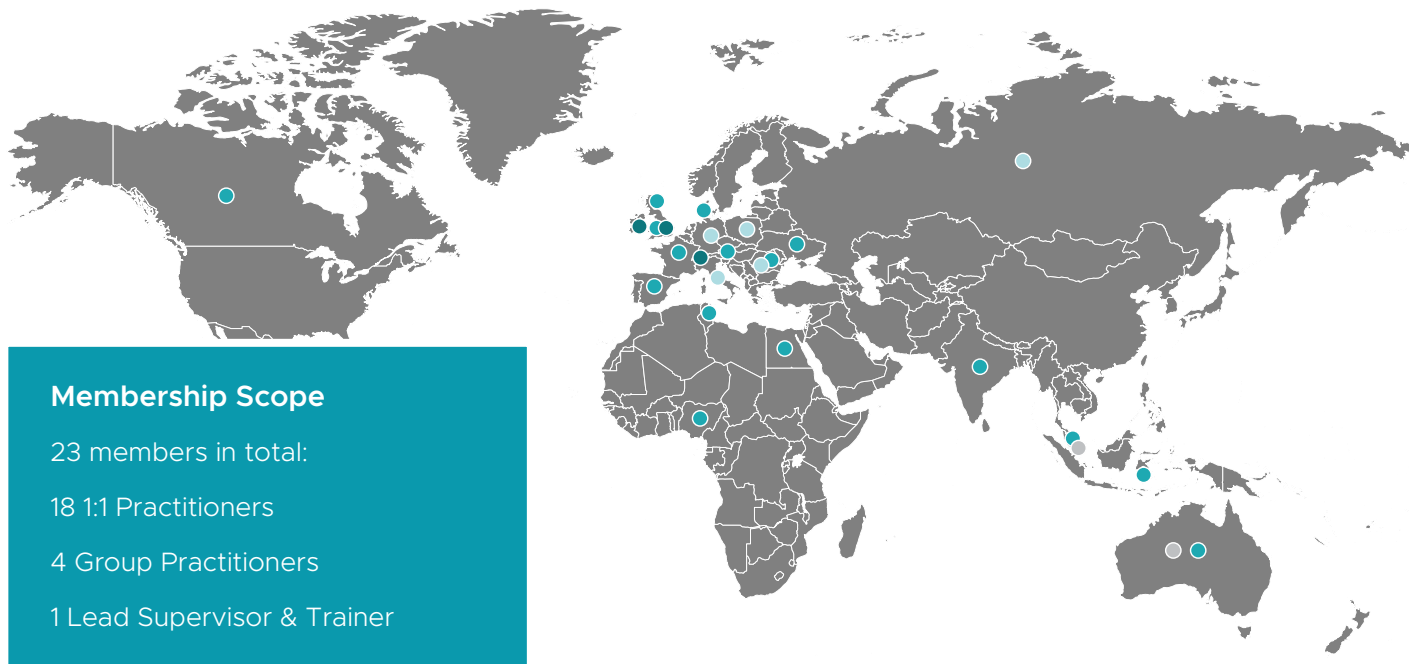 Membership Scope
23 members in total:
18 1:1 Practitioners
4 Group Practitioners
1 Lead Supervisor & Trainer